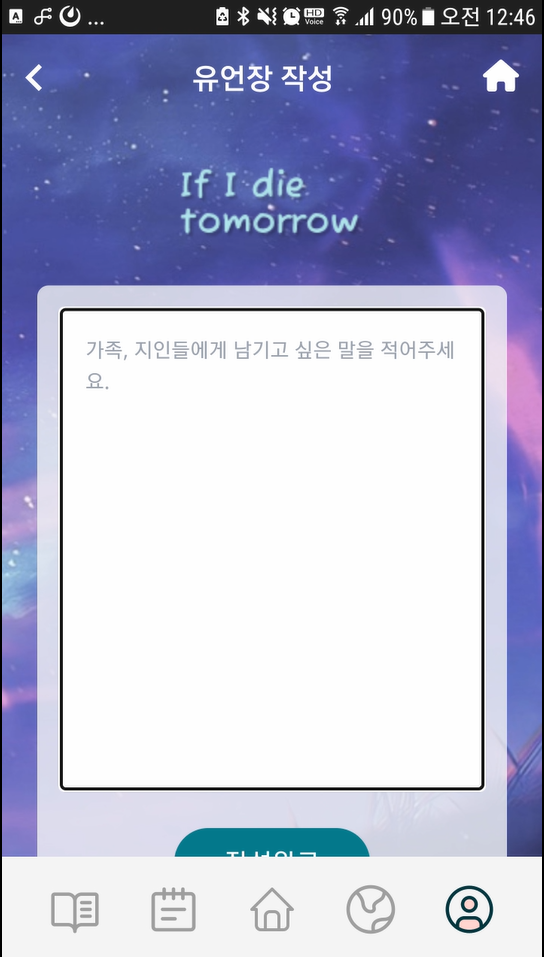 A ... HD Voice 90% 오전 12:46
유언장 작성
If I die
tomorrow
가족, 지인들에게 남기고 싶은 말을 적어주세
요.